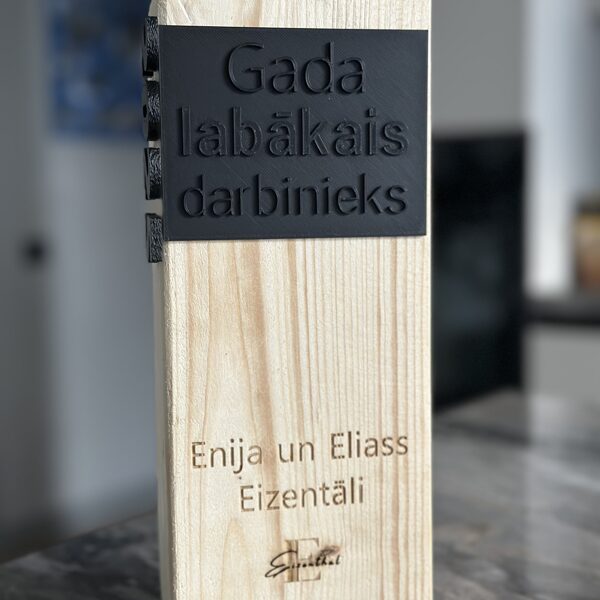 Gada
labākais
darbinieks
Enija un Eliass
Eizentāli
E